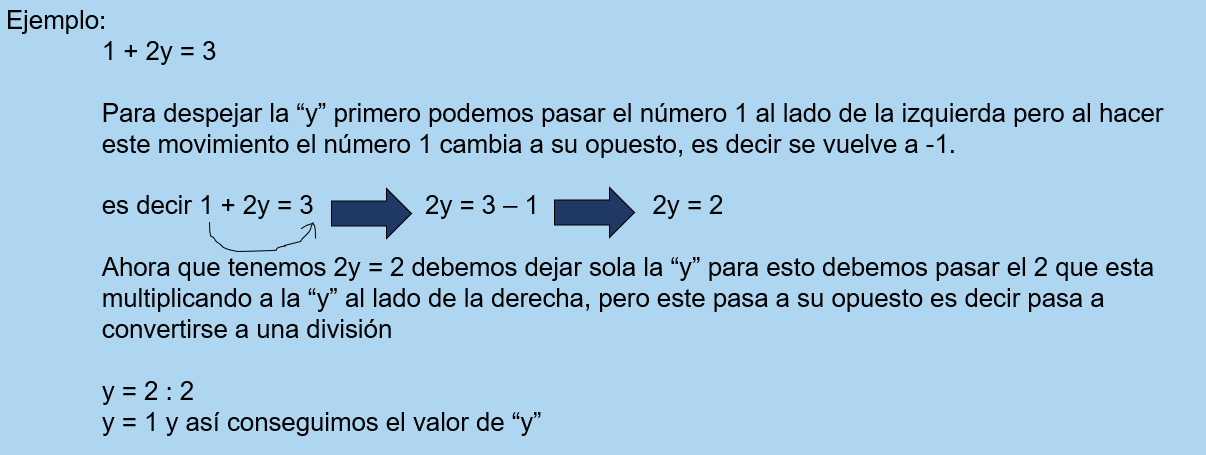 Ejemplo:
1 + 2y = 3
Para despejar la “y” primero podemos pasar el número 1 al lado de la izquierda pero al hacer
este movimiento el número 1 cambia a su opuesto, es decir se vuelve a -1.
es decir 1 + 2y = 3 2y = 3 – 1 2y = 2
Ahora que tenemos 2y = 2 debemos dejar sola la “y” para esto debemos pasar el 2 que esta
multiplicando a la “y” al lado de la derecha, pero este pasa a su opuesto es decir pasa a
convertirse a una división
y = 2 : 2
y = 1 y así conseguimos el valor de “y”